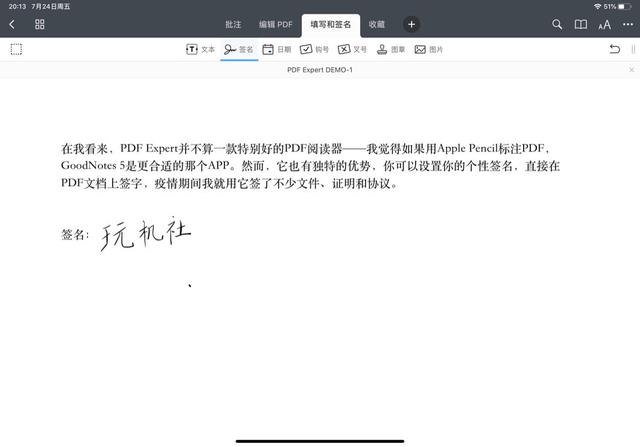 20:13 7月24日周五 51%
批注 编辑 PDF 填写和签名 收藏
AA
T 文本 签名 日期 钩号 叉号 图章 图片
PDF Expert DEMO-1
在我看来，PDF Expert并不算一款特别好的PDF阅读器——我觉得如果用Apple Pencil标注PDF，
GoodNotes 5是更合适的那个APP。然而，它也有独特的优势，你可以设置你的个性签名，直接在
PDF文档上签字，疫情期间我就用它签了不少文件、证明和协议。
签名：玩机社